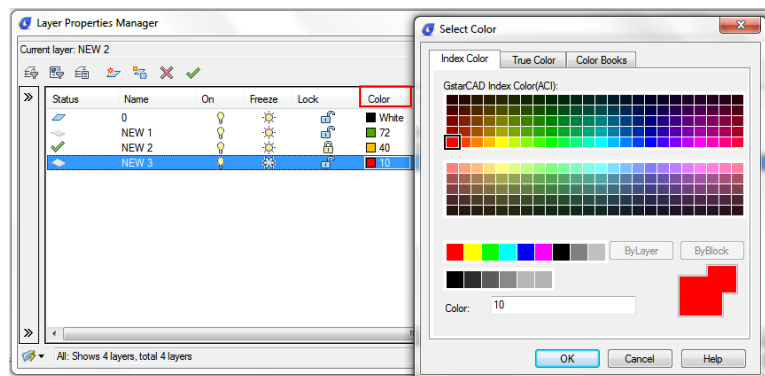 Layer Properties Manager
Current layer: NEW 2
Status Name On Freeze Lock Color
0 White
NEW 1 72
NEW 2 40
NEW 3 10
All: Shows 4 layers, total 4 layers
Select Color
Index Color True Color Color Books
GstarCAD Index Color(ACI):
ByLayer ByBlock
Color: 10
OK Cancel Help